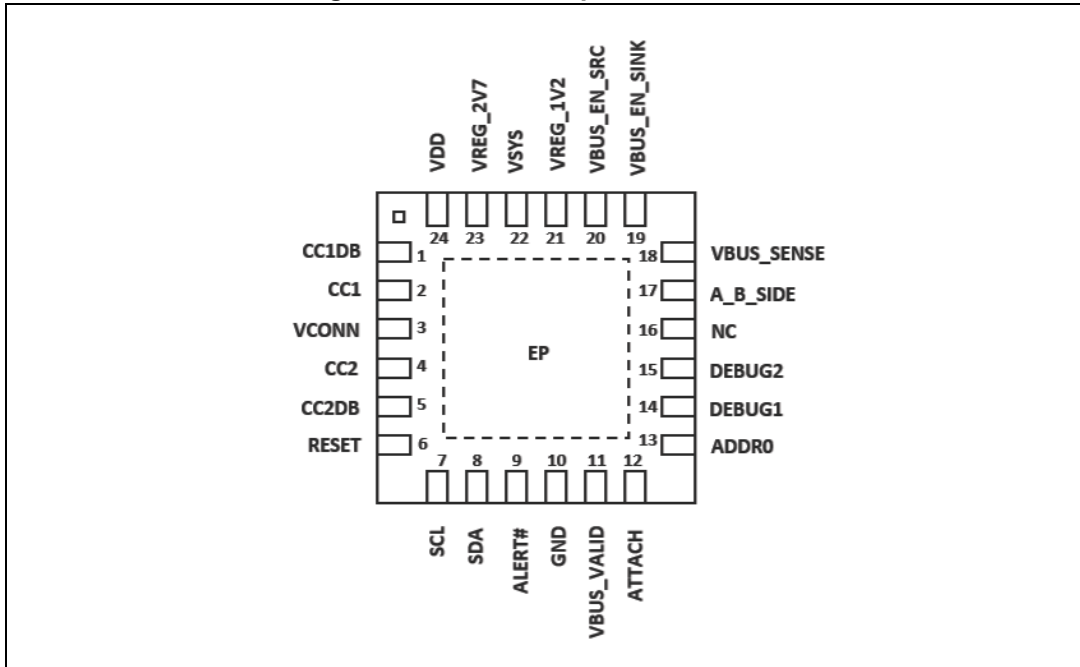 VDD
VREG_2V7
VSYS
VREG_1V2
VBUS_EN_SRC
VBUS_EN_SINK
24 23 22 21 20 19
CC1DB 1
CC1 2
VCONN 3
CC2 4
CC2DB 5
RESET 6
EP
18 VBUS_SENSE
17 A_B_SIDE
16 NC
15 DEBUG2
14 DEBUG1
13 ADDR0
7 8 9 10 11 12
SCL
SDA
ALERT#
GND
VBUS_VALID
ATTACH